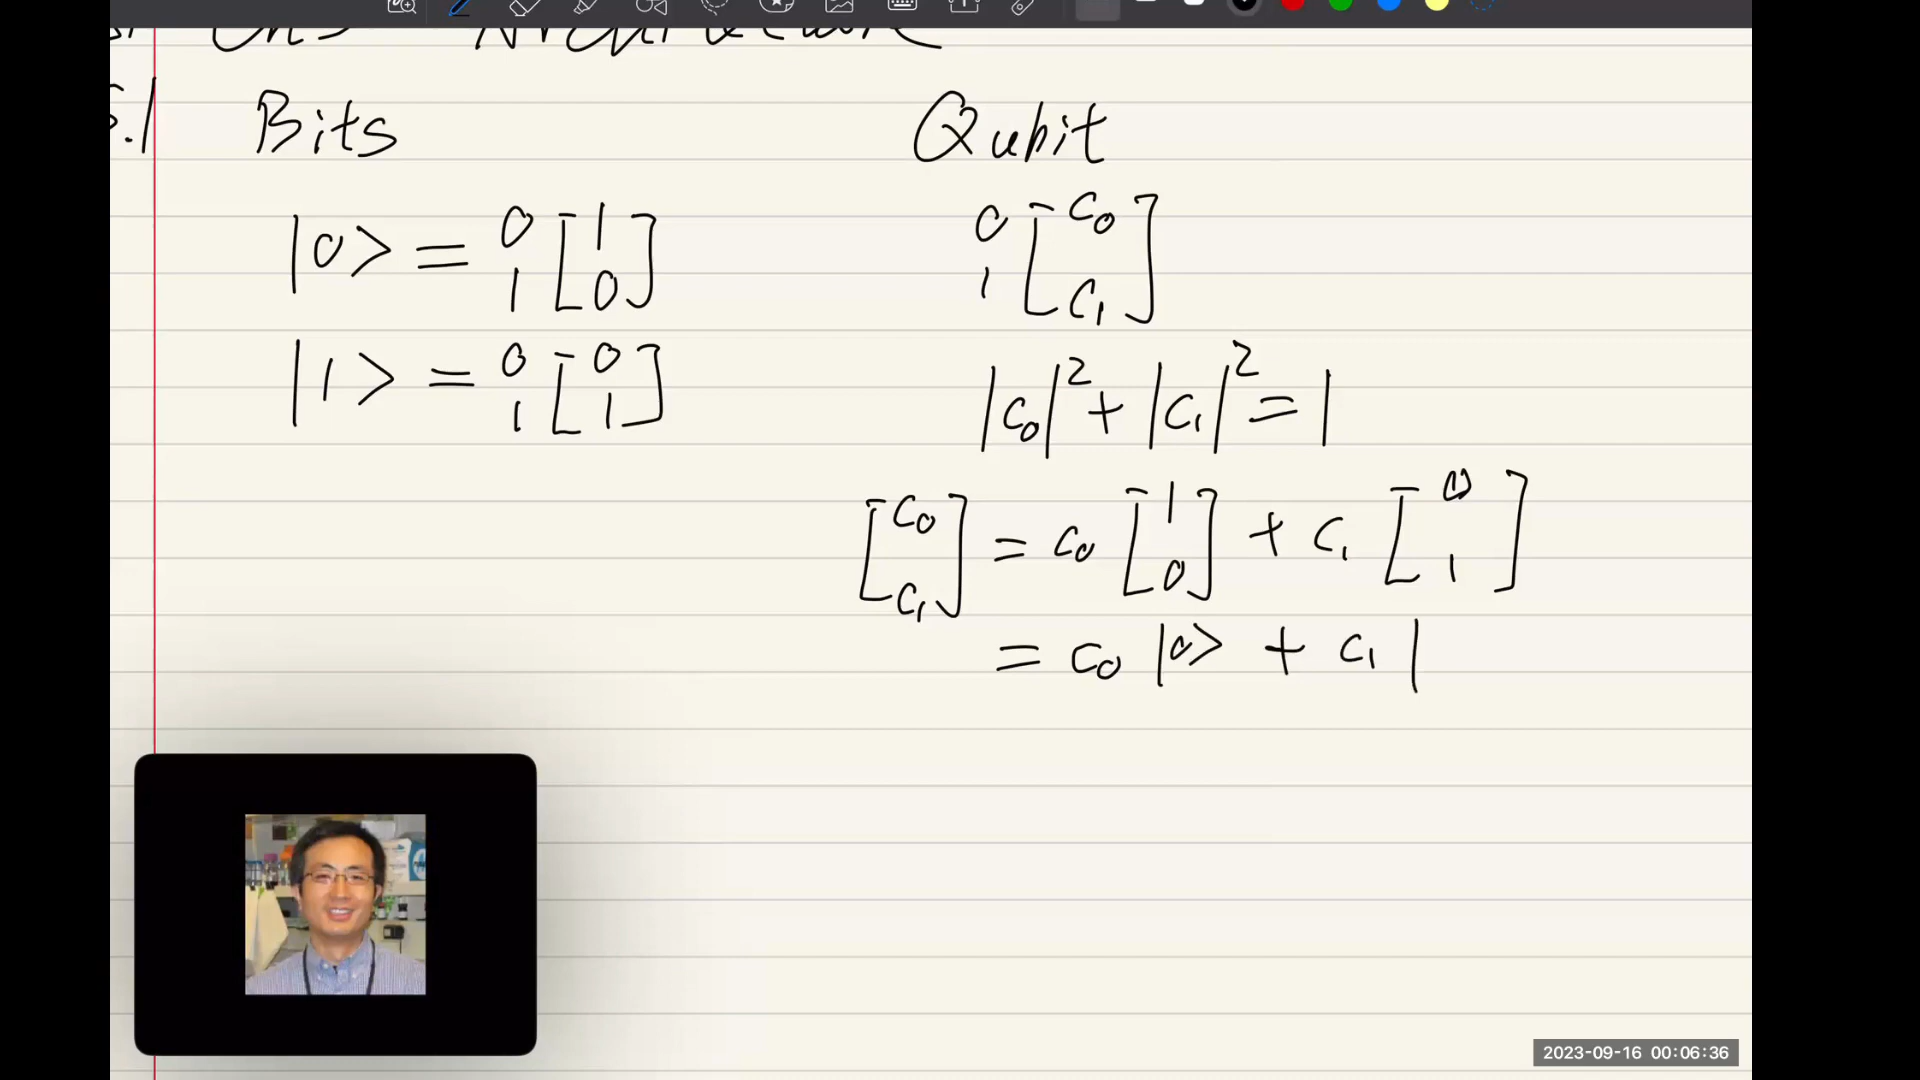 5.1 Bits
|0> = 0 [ 1
1 0 ]
|1> = 0 [ 0
1 1 ]
Qubit
0 [ c0
1 c1 ]
|c0|² + |c1|² = 1
[ c0 c1 ] = c0 [ 1 0 ] + c1 [ 0 1 ]
= c0 |0> + c1 |
2023-09-16 00:06:36